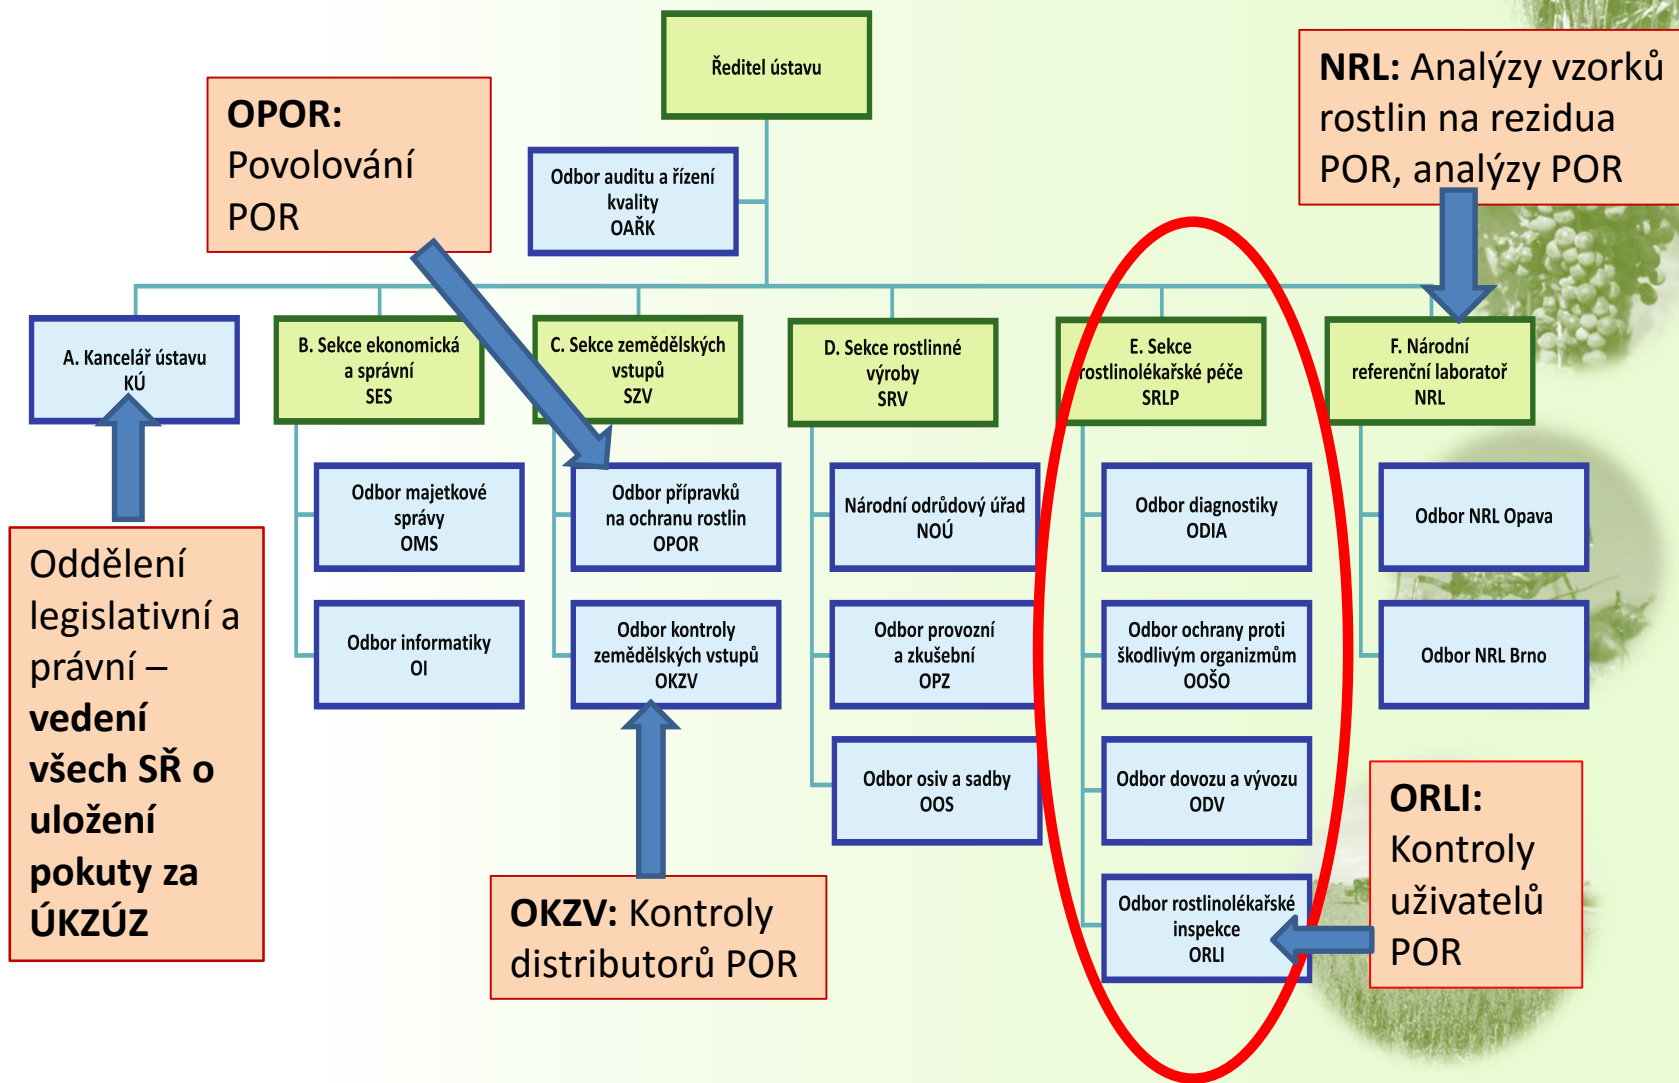 Ředitel ústavu
OPOR:
Povolování
POR
NRL: Analýzy vzorků
rostlin na rezidua
POR, analýzy POR
Odbor auditu a řízení
kvality
OAŘK
A. Kancelář ústavu
KÚ
B. Sekce ekonomická
a správní
SES
C. Sekce zemědělských
vstupů
SZV
D. Sekce rostlinné
výroby
SRV
E. Sekce
rostlinolékařské péče
SRLP
F. Národní
referenční laboratoř
NRL
Odbor majetkové
správy
OMS
Odbor přípravků
na ochranu rostlin
OPOR
Národní odrůdový úřad
NOÚ
Odbor diagnostiky
ODIA
Odbor NRL Opava
Oddělení
legislativní a
právní –
vedení
všech SŘ o
uložení
pokuty za
ÚKZÚZ
Odbor informatiky
OI
Odbor kontroly
zemědělských vstupů
OKZV
Odbor provozní
a zkušební
OPZ
Odbor ochrany proti
škodlivým organizmům
OOŠO
Odbor NRL Brno
Odbor osiv a sadby
OOS
Odbor dovozu a vývozu
ODV
ORLI:
Kontroly
uživatelů
POR
OKZV: Kontroly
distributorů POR
Odbor rostlinolékařské
inspekce
ORLI